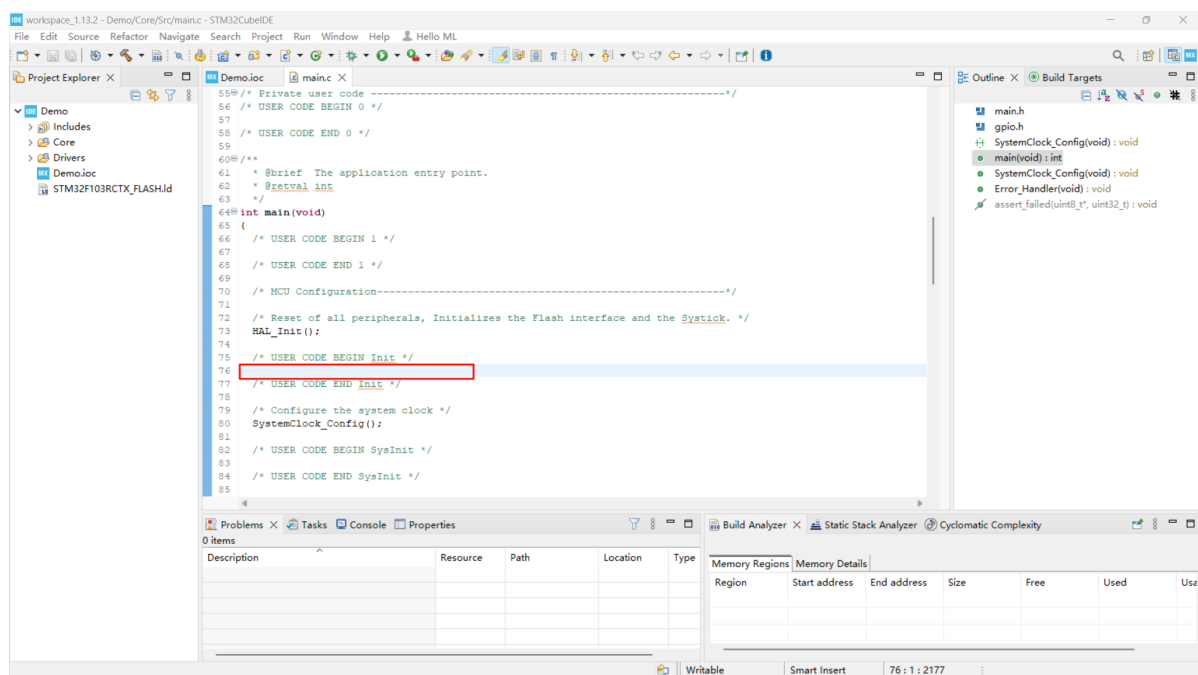 IDE workspace_1.13.2 - Demo/Core/Src/main.c - STM32CubeIDE
File Edit Source Refactor Navigate Search Project Run Window Help Hello ML
Project Explorer
IDE Demo
Includes
Core
Drivers
MX Demo.ioc
STM32F103RCTX_FLASH.ld
MX Demo.ioc main.c
55 /* Private user code ---------------------------------------------------------*/
56 /* USER CODE BEGIN 0 */
57
58 /* USER CODE END 0 */
59
60 /**
61 * @brief The application entry point.
62 * @retval int
63 */
64 int main(void)
65 {
66 /* USER CODE BEGIN 1 */
67
68 /* USER CODE END 1 */
69
70 /* MCU Configuration--------------------------------------------------------*/
71
72 /* Reset of all peripherals, Initializes the Flash interface and the Systick. */
73 HAL_Init();
74
75 /* USER CODE BEGIN Init */
76
77 /* USER CODE END Init */
78
79 /* Configure the system clock */
80 SystemClock_Config();
81
82 /* USER CODE BEGIN SysInit */
83
84 /* USER CODE END SysInit */
85
Outline Build Targets
main.h
gpio.h
SystemClock_Config(void) : void
main(void) : int
SystemClock_Config(void) : void
Error_Handler(void) : void
assert_failed(uint8_t*, uint32_t) : void
Problems Tasks Console Properties
0 items
Description Resource Path Location Type
Build Analyzer Static Stack Analyzer Cyclomatic Complexity
Memory Regions Memory Details
Region Start address End address Size Free Used Usa
Writable Smart Insert 76 : 1 : 2177